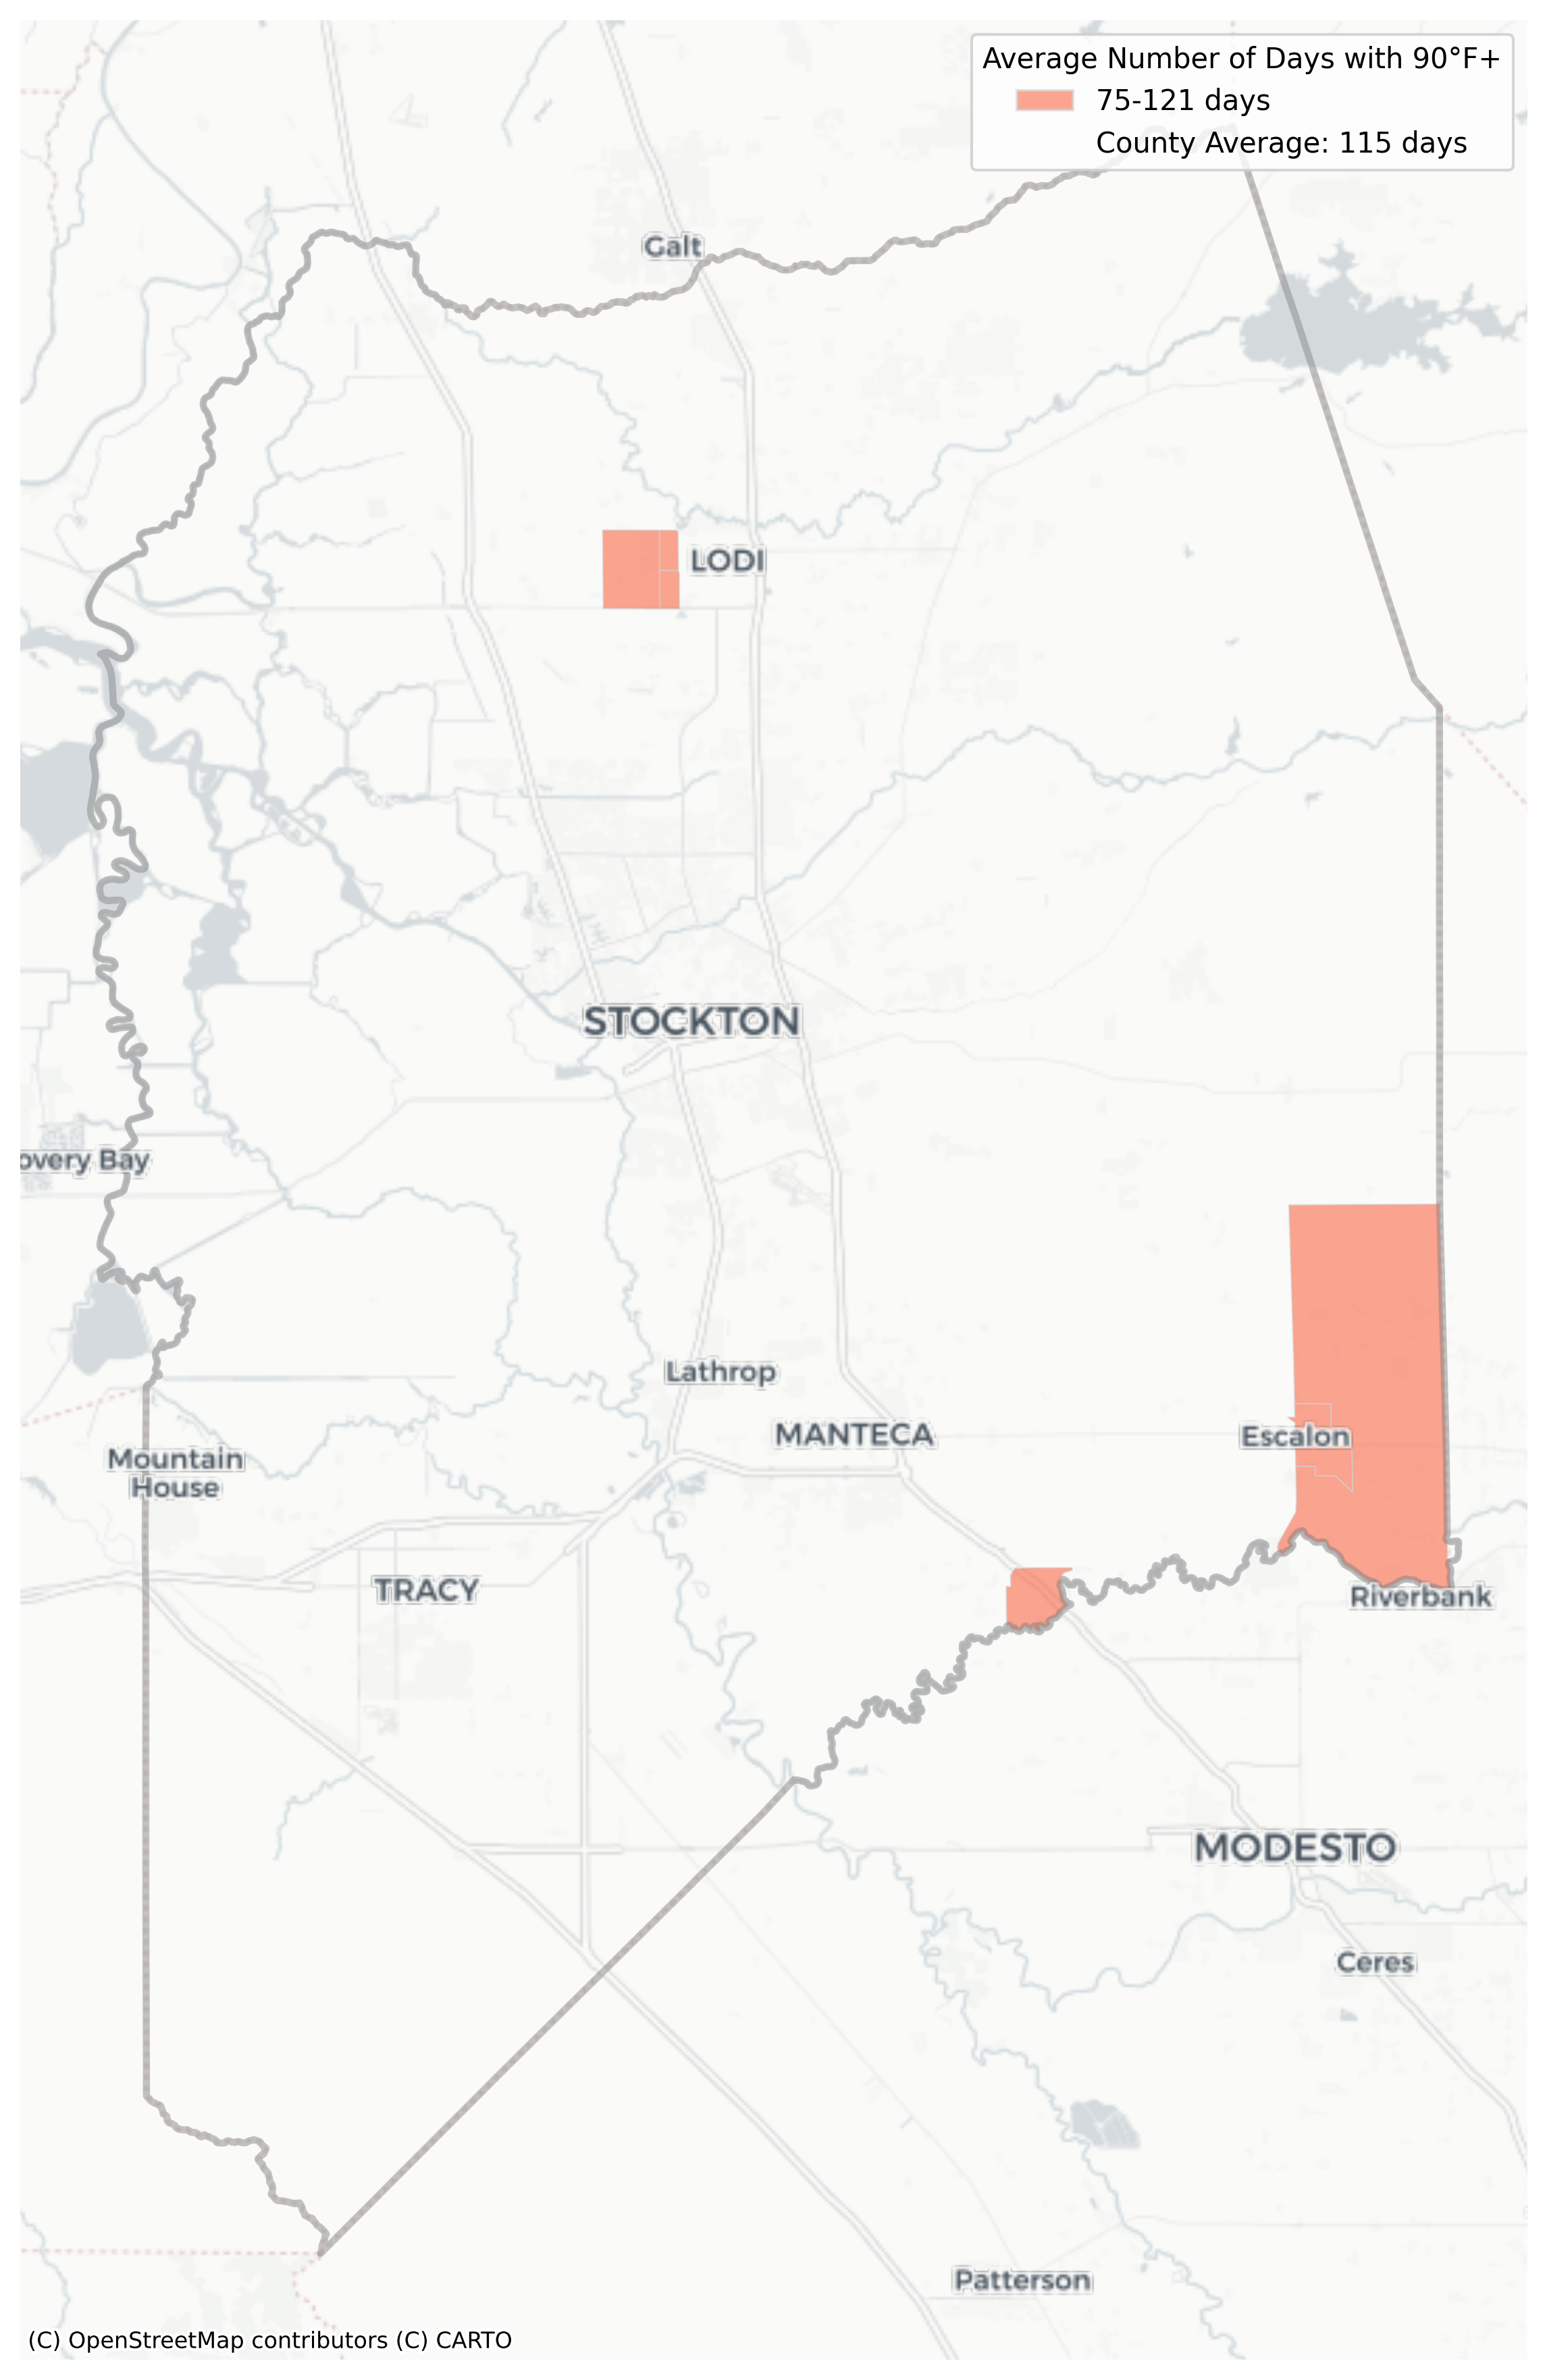 Average Number of Days with 90°F+
75-121 days
County Average: 115 days
Galt
LODI
STOCKTON
overy Bay
Lathrop
MANTECA
Escalon
Mountain
House
TRACY
Riverbank
MODESTO
Ceres
Patterson
(C) OpenStreetMap contributors (C) CARTO